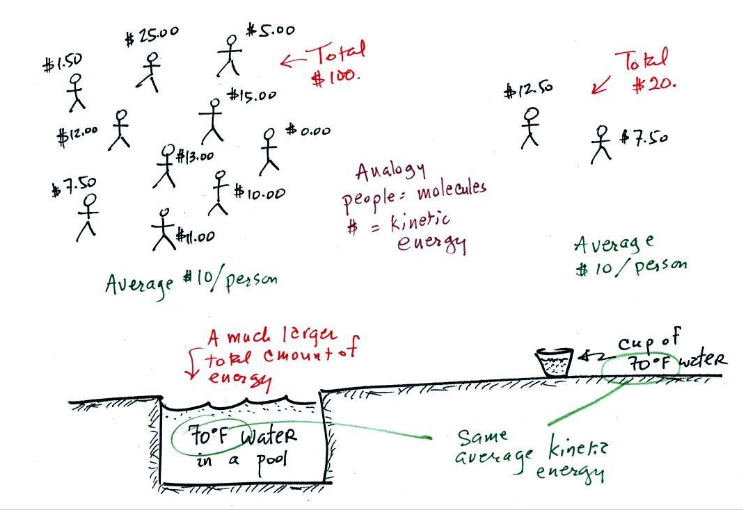 $1.50
$25.00
$5.00
← Total
$100.
$12.00
$15.00
$0.00
$13.00
$7.50
$10.00
$11.00
Average $10/person
Analogy
people = molecules
$ = kinetic
energy
Total
$20.
$12.50
$7.50
Average
$10/person
A much larger
total amount of
energy
70°F water
in a pool
cup of
70°F water
Same
average kinetic
energy